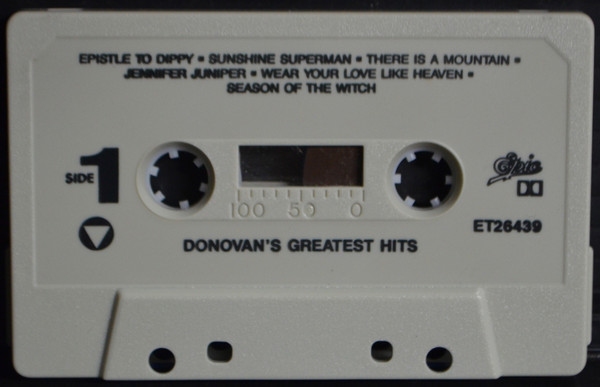 EPISTLE TO DIPPY ▪ SUNSHINE SUPERMAN ▪ THERE IS A MOUNTAIN ▪
JENNIFER JUNIPER ▪ WEAR YOUR LOVE LIKE HEAVEN ▪
SEASON OF THE WITCH
SIDE 1
100 50 0
Epic
ET26439
DONOVAN'S GREATEST HITS